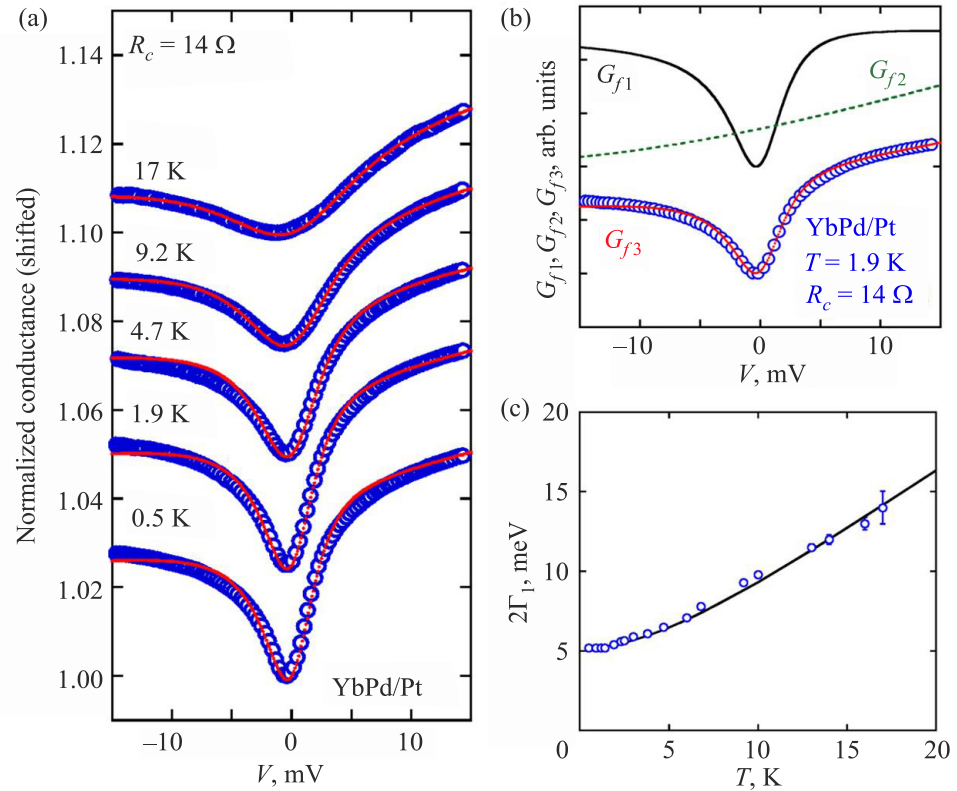 (a)
R_c = 14 Ω
1.14
1.12
1.10
1.08
1.06
1.04
1.02
1.00
Normalized conductance (shifted)
17 K
9.2 K
4.7 K
1.9 K
0.5 K
YbPd/Pt
–10
0
10
V, mV
(b)
G_f1
G_f2
G_f3
G_f1, G_f2, G_f3, arb. units
YbPd/Pt
T = 1.9 K
R_c = 14 Ω
–10
0
10
V, mV
(c)
20
15
10
5
0
2Γ₁, meV
5
10
15
20
T, K